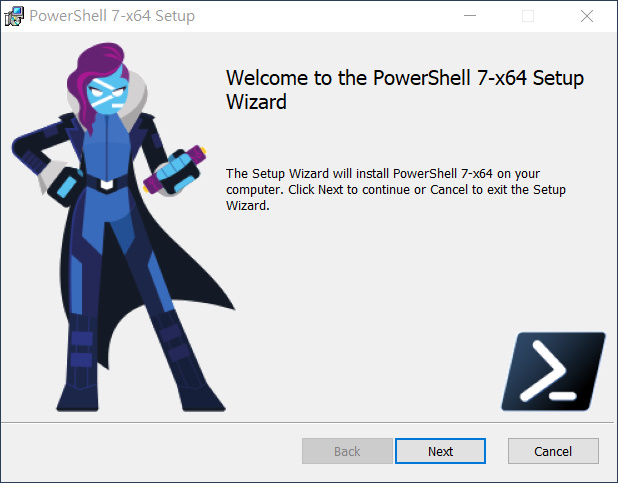 PowerShell 7-x64 Setup
Welcome to the PowerShell 7-x64 Setup
Wizard
The Setup Wizard will install PowerShell 7-x64 on your
computer. Click Next to continue or Cancel to exit the Setup
Wizard.
Back
Next
Cancel